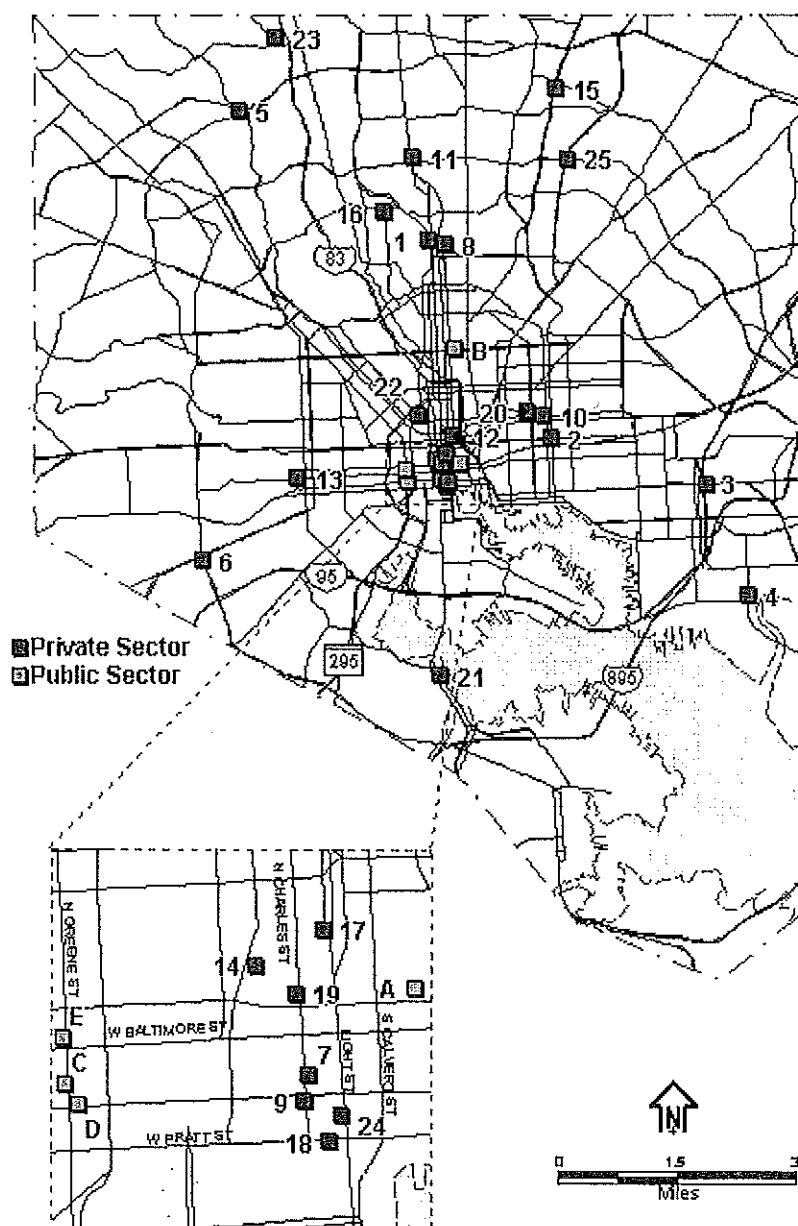 23
15
5
11
25
16
1
8
83
B
22
20
10
12
2
13
3
6
95
4
Private Sector
Public Sector
295
21
895
N CHARLES ST
N GREENE ST
17
14
19
A
E
W BALTIMORE ST
C
7
LIGHT ST
S CALVERT ST
9
D
24
W PRATT ST
18
N
0 1.5 3
Miles